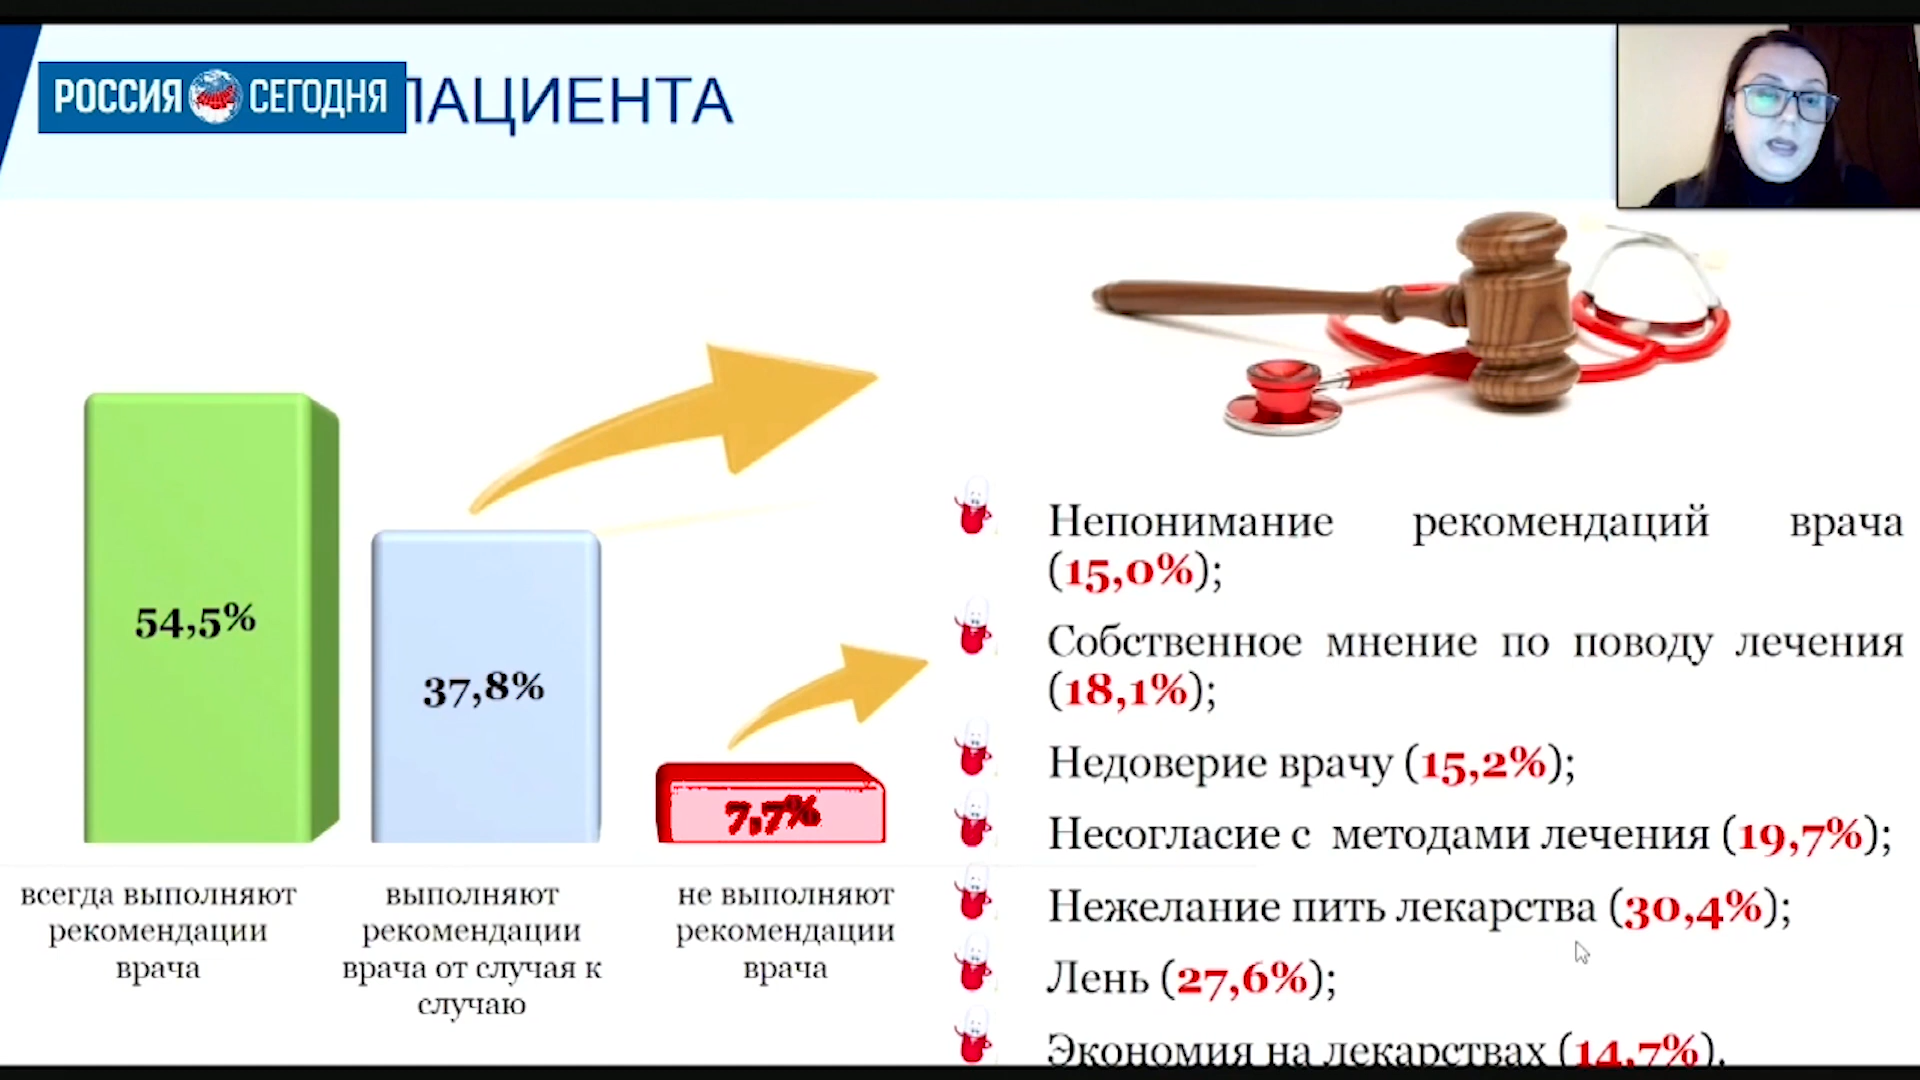 РОССИЯ СЕГОДНЯ
ПАЦИЕНТА
54,5%
37,8%
7,7%
всегда выполняют
рекомендации
врача
выполняют
рекомендации
врача от случая к
случаю
не выполняют
рекомендации
врача
Непонимание рекомендаций врача
(15,0%);
Собственное мнение по поводу лечения
(18,1%);
Недоверие врачу (15,2%);
Несогласие с методами лечения (19,7%);
Нежелание пить лекарства (30,4%);
Лень (27,6%);
Экономия на лекарствах (14,7%).